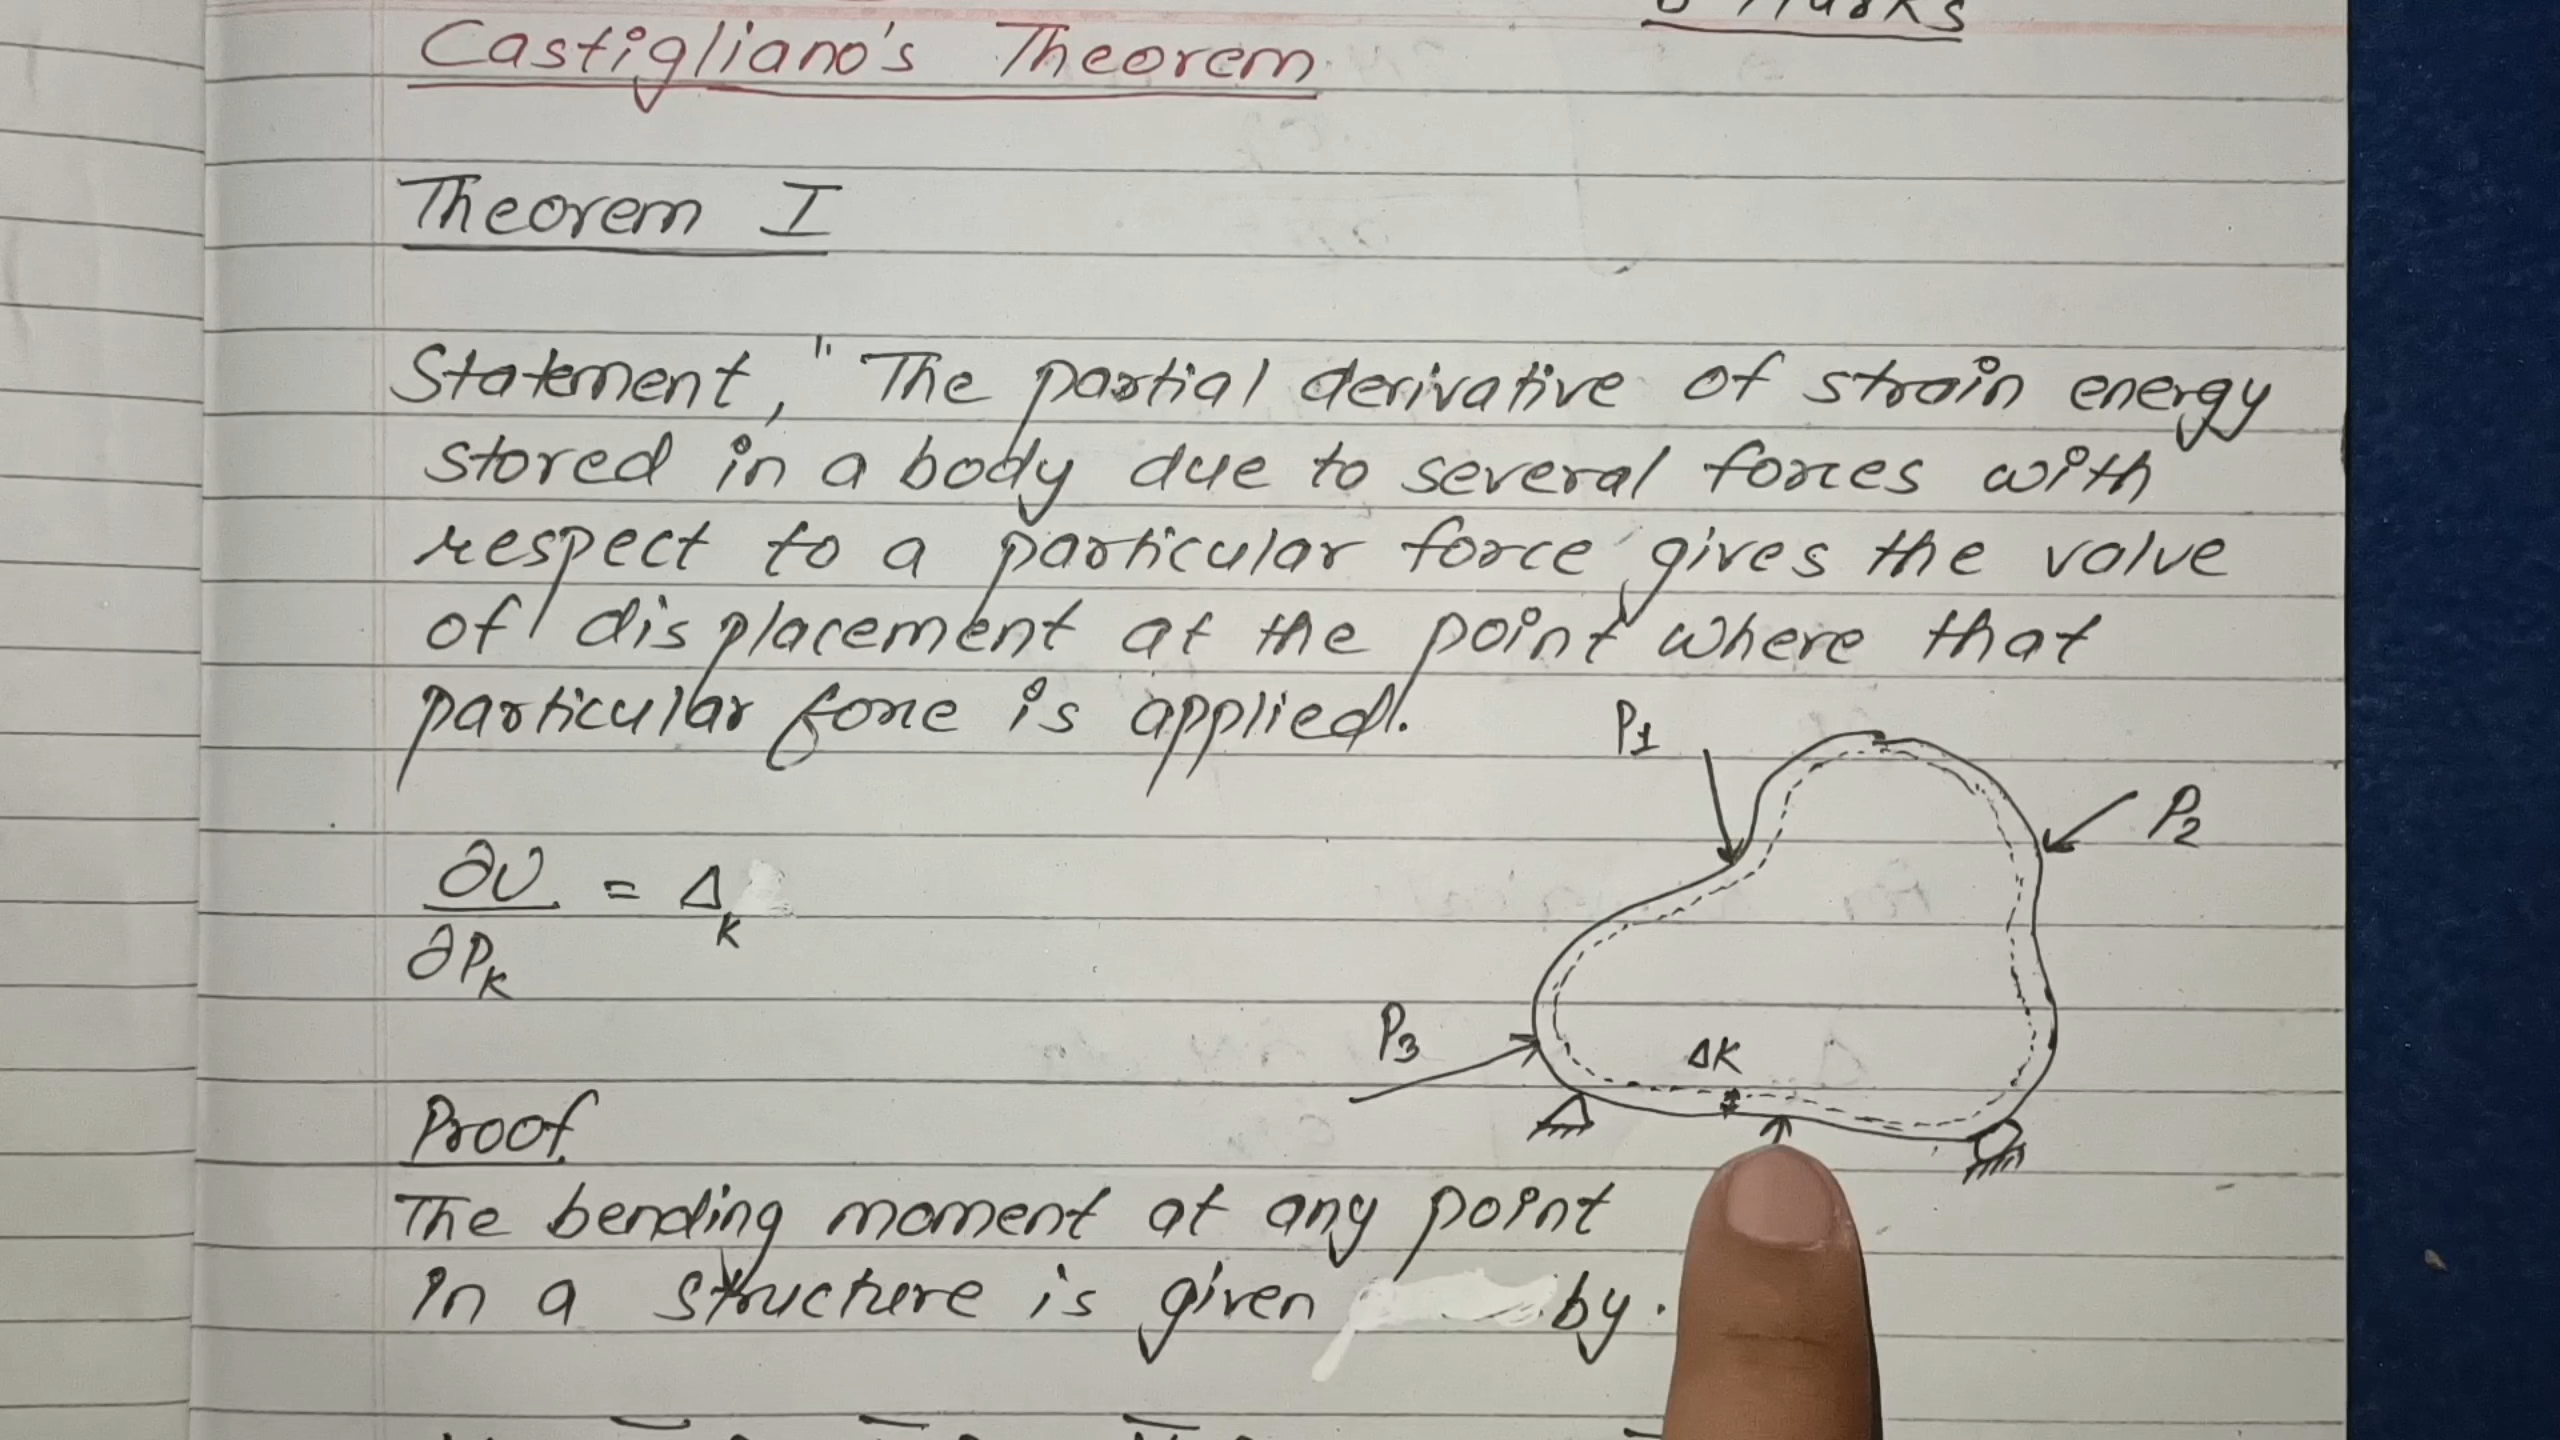 Marks
Castigliano's Theorem
Theorem I
Statement, " The partial derivative of strain energy
stored in a body due to several forces with
respect to a particular force gives the value
of displacement at the point where that
particular force is applied.
P1
P2
∂U = Δ
K
∂PK
P3
ΔK
Proof
The bending moment at any point
in a structure is given by.